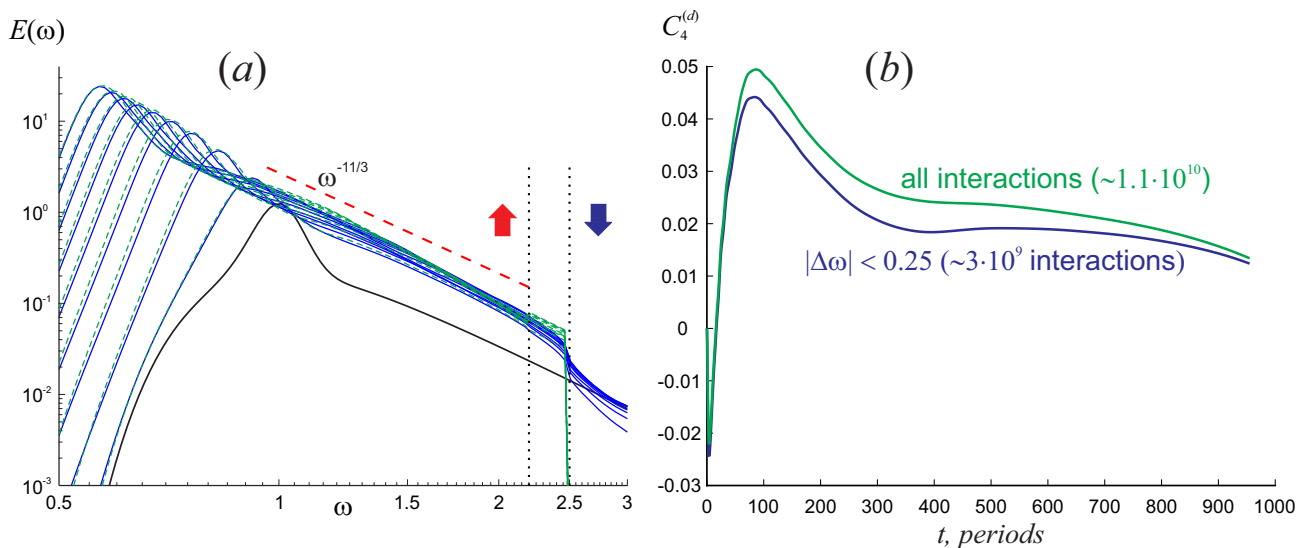 E(ω)
(a)
10¹
10⁰
10⁻¹
10⁻²
10⁻³
ω⁻¹¹/³
0.5
1
1.5
2
2.5
3
ω
C₄⁽ᵈ⁾
(b)
0.05
0.04
0.03
0.02
0.01
0
-0.01
-0.02
-0.03
all interactions (~1.1·10¹⁰)
|Δω| < 0.25 (~3·10⁹ interactions)
0 100 200 300 400 500 600 700 800 900 1000
t, periods